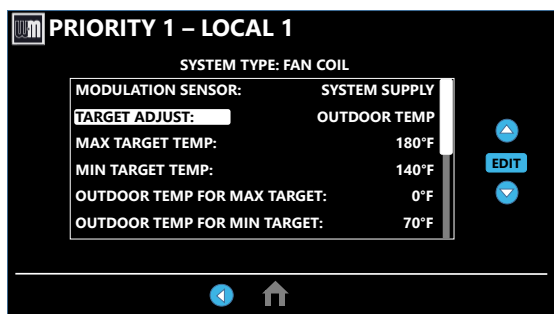 WM PRIORITY 1 – LOCAL 1
SYSTEM TYPE: FAN COIL
MODULATION SENSOR: SYSTEM SUPPLY
TARGET ADJUST: OUTDOOR TEMP
MAX TARGET TEMP: 180°F
MIN TARGET TEMP: 140°F
OUTDOOR TEMP FOR MAX TARGET: 0°F
OUTDOOR TEMP FOR MIN TARGET: 70°F
EDIT